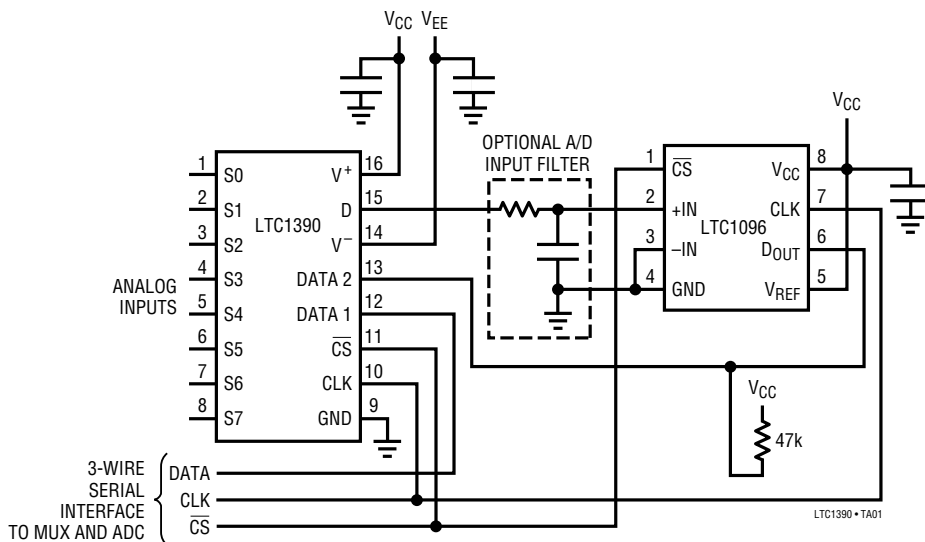 VCC VEE
VCC
OPTIONAL A/D
INPUT FILTER
1 S0
2 S1
3 S2
4 S3
5 S4
6 S5
7 S6
8 S7
LTC1390
V+ 16
D 15
V− 14
DATA 2 13
DATA 1 12
CS 11
CLK 10
GND 9
ANALOG
INPUTS
1 CS
2 +IN
3 –IN
4 GND
LTC1096
VCC 8
CLK 7
DOUT 6
VREF 5
VCC
47k
3-WIRE
SERIAL
INTERFACE
TO MUX AND ADC
DATA
CLK
CS
LTC1390 • TA01